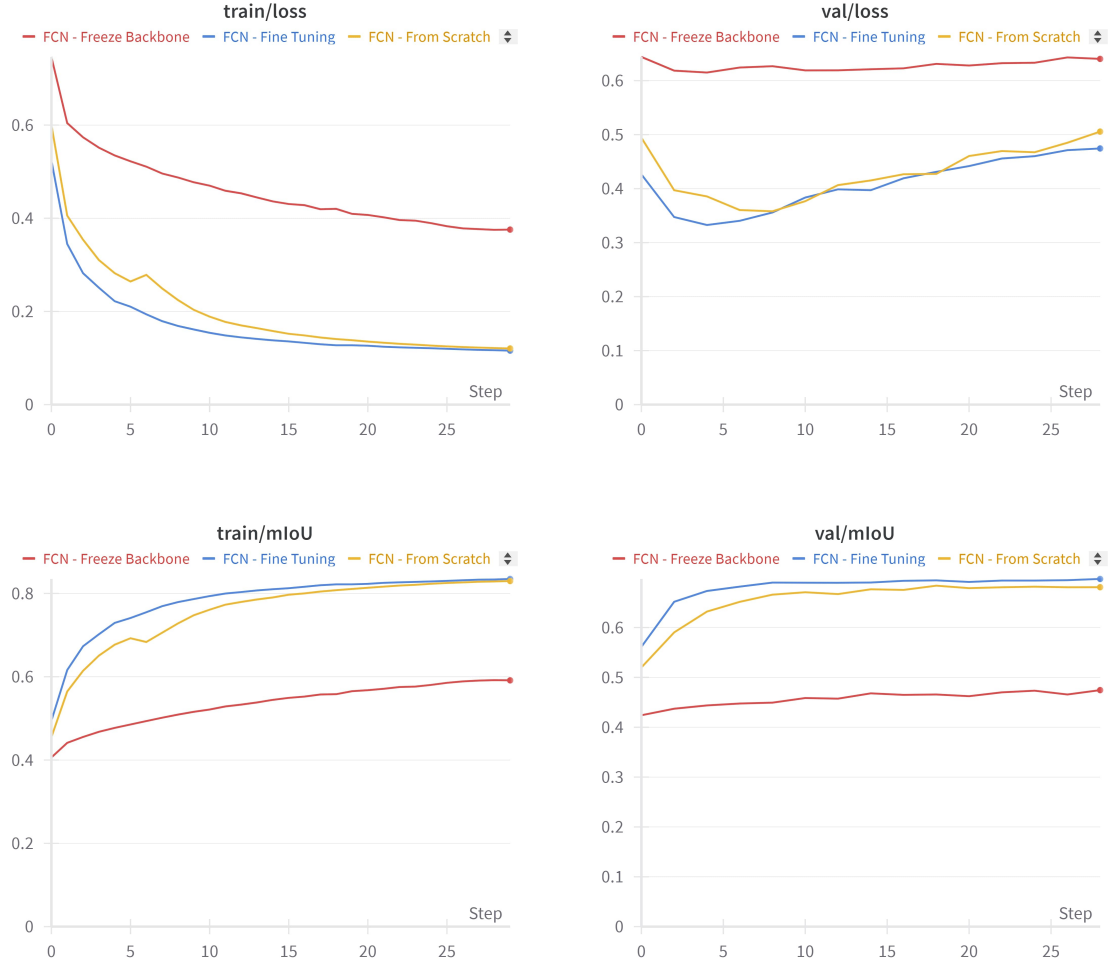 train/loss
FCN - Freeze Backbone FCN - Fine Tuning FCN - From Scratch
0.6
0.4
0.2
0
Step
0 5 10 15 20 25
val/loss
FCN - Freeze Backbone FCN - Fine Tuning FCN - From Scratch
0.6
0.5
0.4
0.3
0.2
0.1
0
Step
0 5 10 15 20 25
train/mIoU
FCN - Freeze Backbone FCN - Fine Tuning FCN - From Scratch
0.8
0.6
0.4
0.2
0
Step
0 5 10 15 20 25
val/mIoU
FCN - Freeze Backbone FCN - Fine Tuning FCN - From Scratch
0.6
0.5
0.4
0.3
0.2
0.1
0
Step
0 5 10 15 20 25